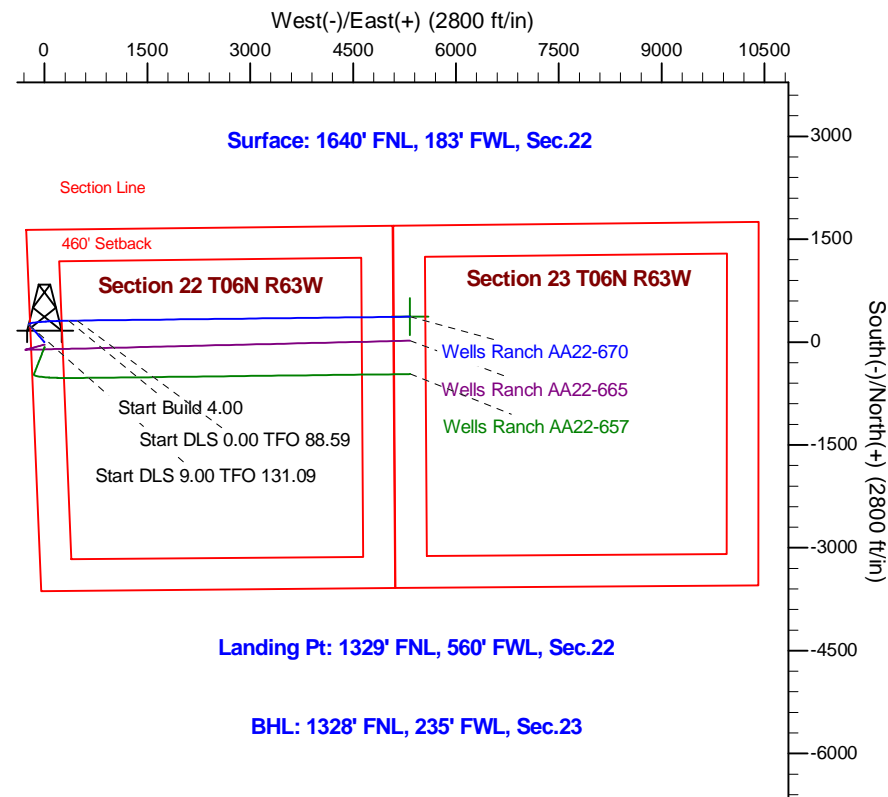 West(-)/East(+) (2800 ft/in)
0 1500 3000 4500 6000 7500 9000 10500
Surface: 1640' FNL, 183' FWL, Sec.22
3000
Section Line
1500
460' Setback
Section 22 T06N R63W
Section 23 T06N R63W
0
Wells Ranch AA22-670
Wells Ranch AA22-665
Start Build 4.00
Wells Ranch AA22-657
Start DLS 0.00 TFO 88.59
-1500
Start DLS 9.00 TFO 131.09
South(-)/North(+) (2800 ft/in)
-3000
Landing Pt: 1329' FNL, 560' FWL, Sec.22
-4500
BHL: 1328' FNL, 235' FWL, Sec.23
-6000